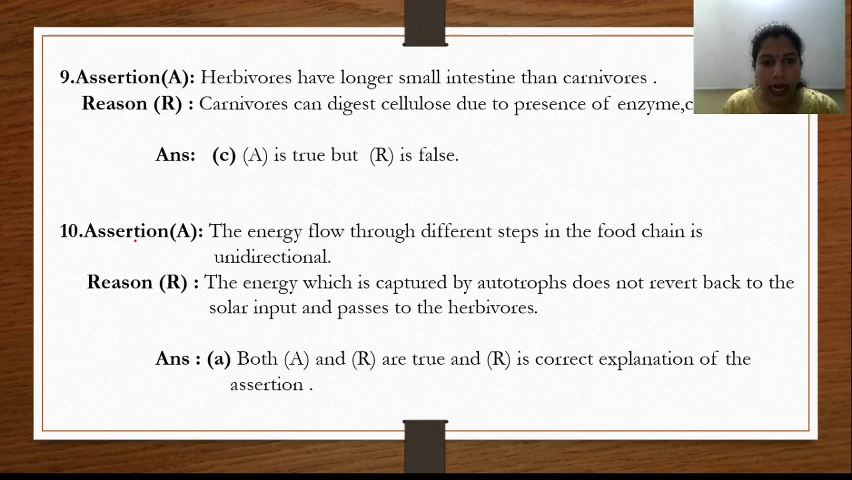 9.Assertion(A): Herbivores have longer small intestine than carnivores .
Reason (R) : Carnivores can digest cellulose due to presence of enzyme,
Ans: (c) (A) is true but (R) is false.
10.Assertion(A): The energy flow through different steps in the food chain is
unidirectional.
Reason (R) : The energy which is captured by autotrophs does not revert back to the
solar input and passes to the herbivores.
Ans : (a) Both (A) and (R) are true and (R) is correct explanation of the
assertion .